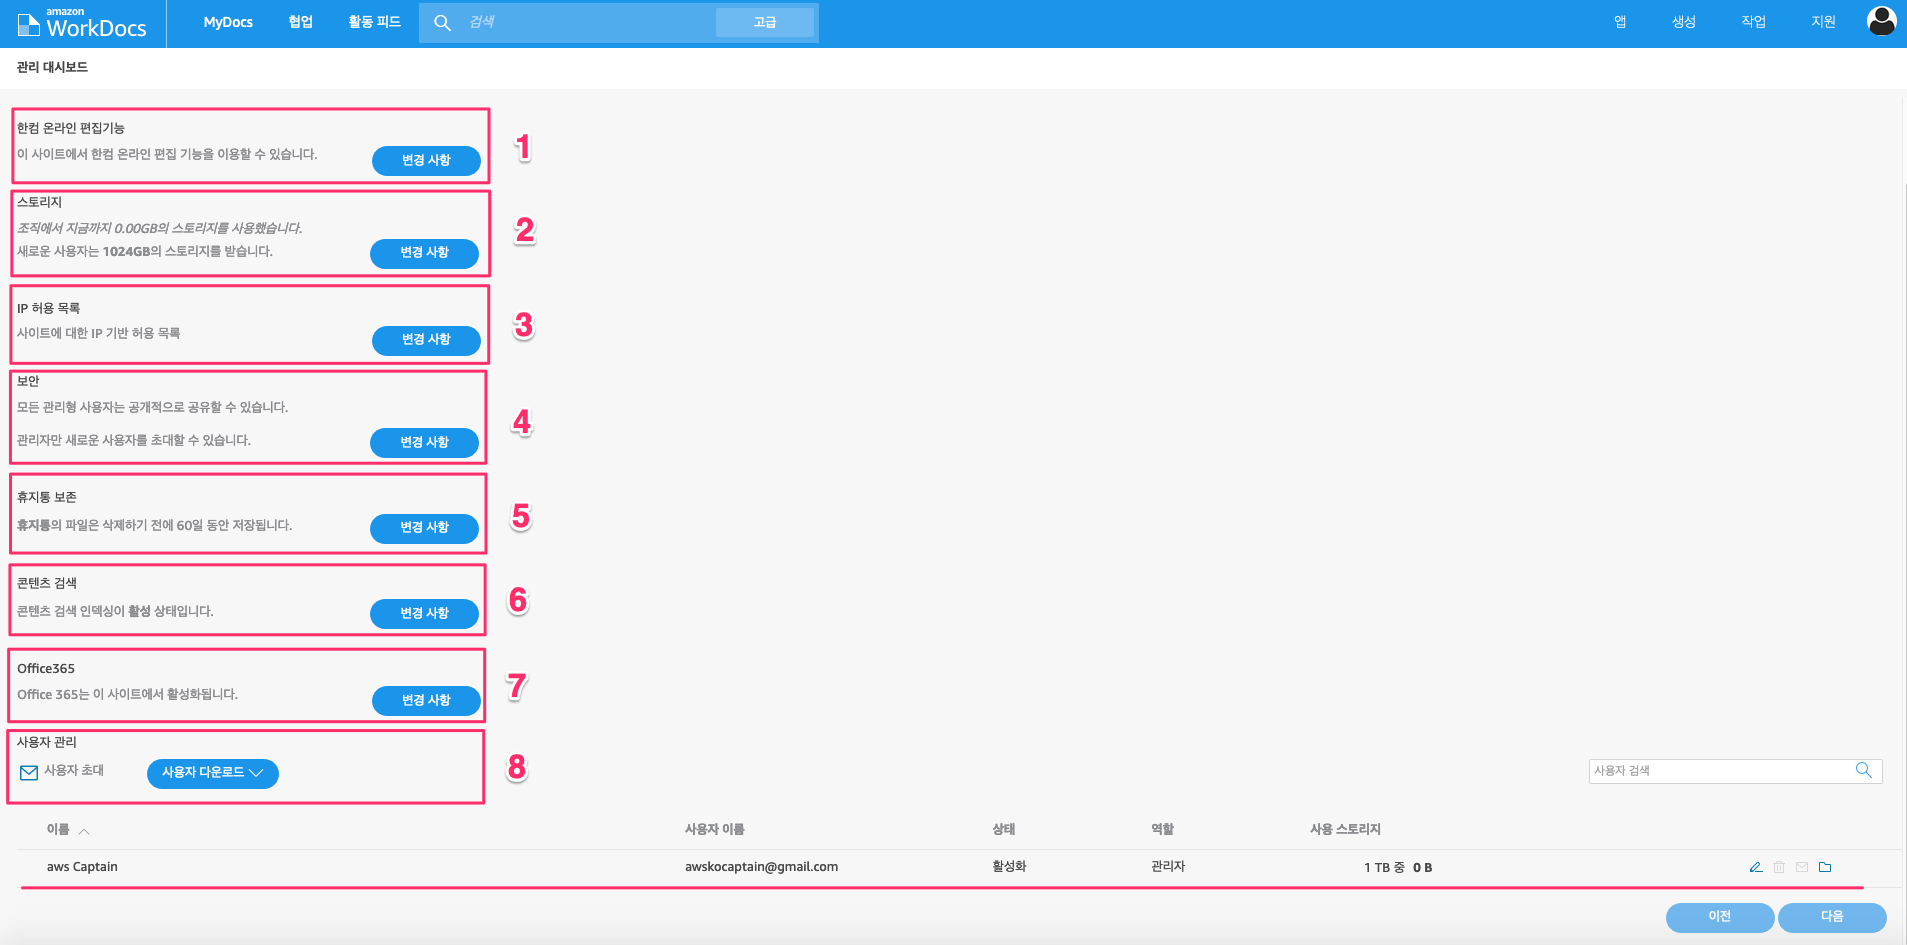 amazon
WorkDocs
MyDocs
협업
활동 피드
검색
고급
앱
생성
작업
지원
관리 대시보드
한컴 온라인 편집기능
이 사이트에서 한컴 온라인 편집 기능을 이용할 수 있습니다.
변경 사항
1
스토리지
조직에서 지금까지 0.00GB의 스토리지를 사용했습니다.
새로운 사용자는 1024GB의 스토리지를 받습니다.
변경 사항
2
IP 허용 목록
사이트에 대한 IP 기반 허용 목록
변경 사항
3
보안
모든 관리형 사용자는 공개적으로 공유할 수 있습니다.
관리자만 새로운 사용자를 초대할 수 있습니다.
변경 사항
4
휴지통 보존
휴지통의 파일은 삭제하기 전에 60일 동안 저장됩니다.
변경 사항
5
콘텐츠 검색
콘텐츠 검색 인덱싱이 활성 상태입니다.
변경 사항
6
Office365
Office 365는 이 사이트에서 활성화됩니다.
변경 사항
7
사용자 관리
사용자 초대
사용자 다운로드
8
사용자 검색
이름 사용자 이름 상태 역할 사용 스토리지
aws Captain awskocaptain@gmail.com 활성화 관리자 1 TB 중 0 B
이전
다음